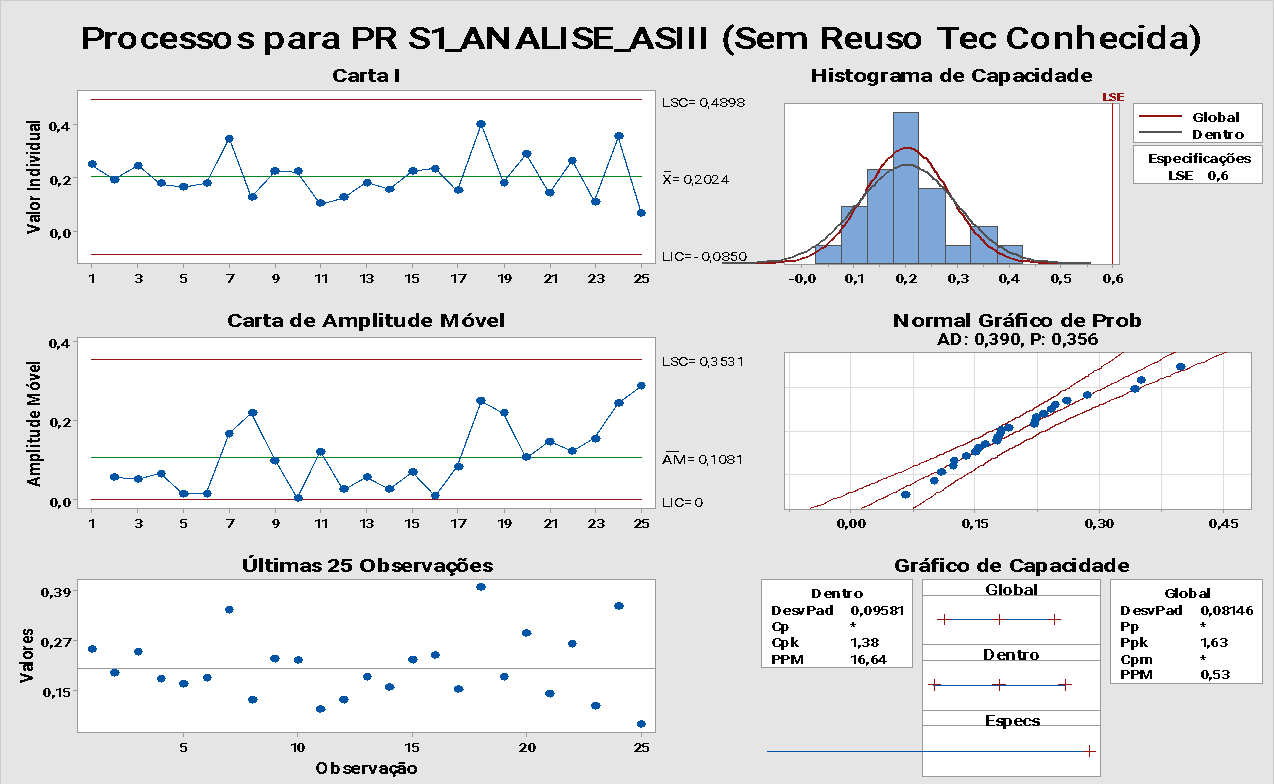 Processos para PR S1_ANALISE_ASIII (Sem Reuso Tec Conhecida)
Carta I
Valor Individual
0,4
0,2
0,0
LSC= 0,4898
X= 0,2024
LIC= -0,0850
1 3 5 7 9 11 13 15 17 19 21 23 25
Histograma de Capacidade
LSE
Global
Dentro
Especificações
LSE 0,6
-0,0 0,1 0,2 0,3 0,4 0,6
Carta de Amplitude Móvel
Amplitude Móvel
0,4
0,2
0,0
LSC= 0,3531
AM= 0,1081
LIC= 0
1 3 5 7 9 11 13 15 17 19 21 23 25
Normal Gráfico de Prob
AD: 0,390, P: 0,356
0,00 0,15 0,30 0,45
Últimas 25 Observações
Valores
0,39
0,27
0,15
5 10 15 20 25
Observação
Gráfico de Capacidade
Dentro
DesvPad 0,09581
Cp *
Cpk 1,38
PPM 16,64
Global
Dentro
Especs
Global
DesvPad 0,08146
Pp *
Ppk 1,63
Cpm *
PPM 0,53